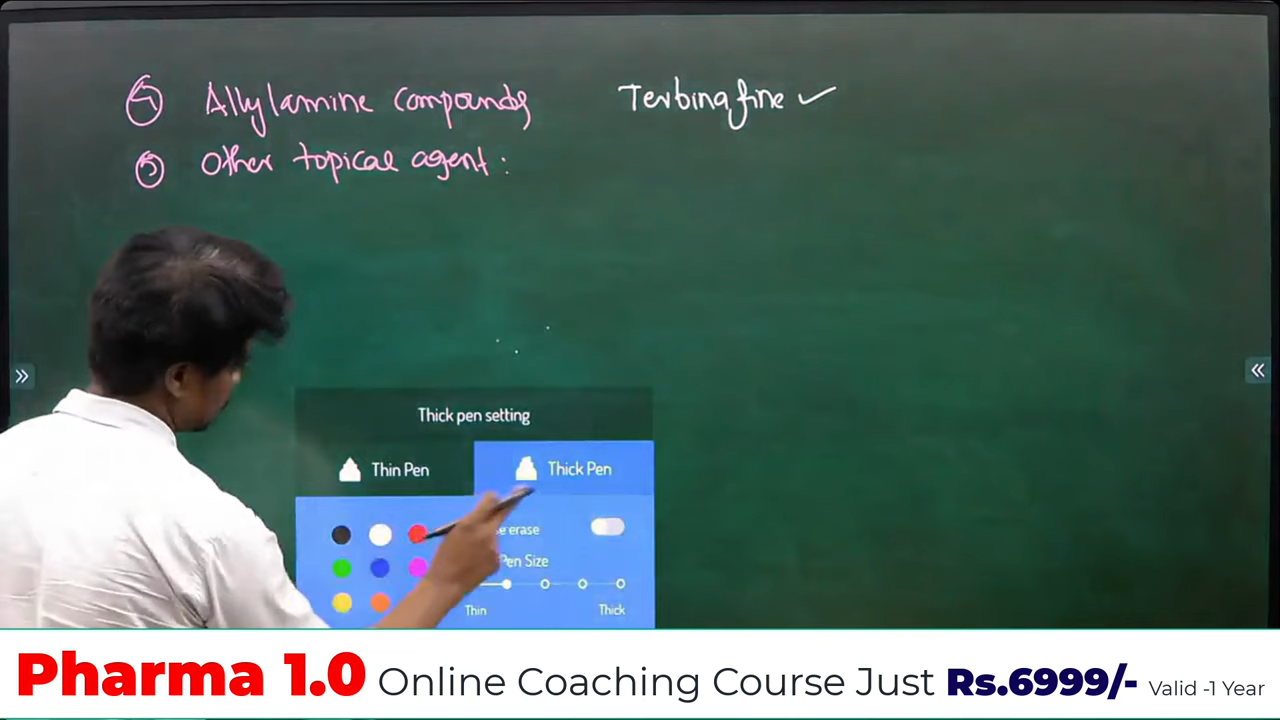 ④ Allylamine compounds Terbinafine ✓
⑤ Other topical agent :
Thick pen setting
Thin Pen Thick Pen
erase
Pen Size
Thin Thick
Pharma 1.0 Online Coaching Course Just Rs.6999/- Valid -1 Year